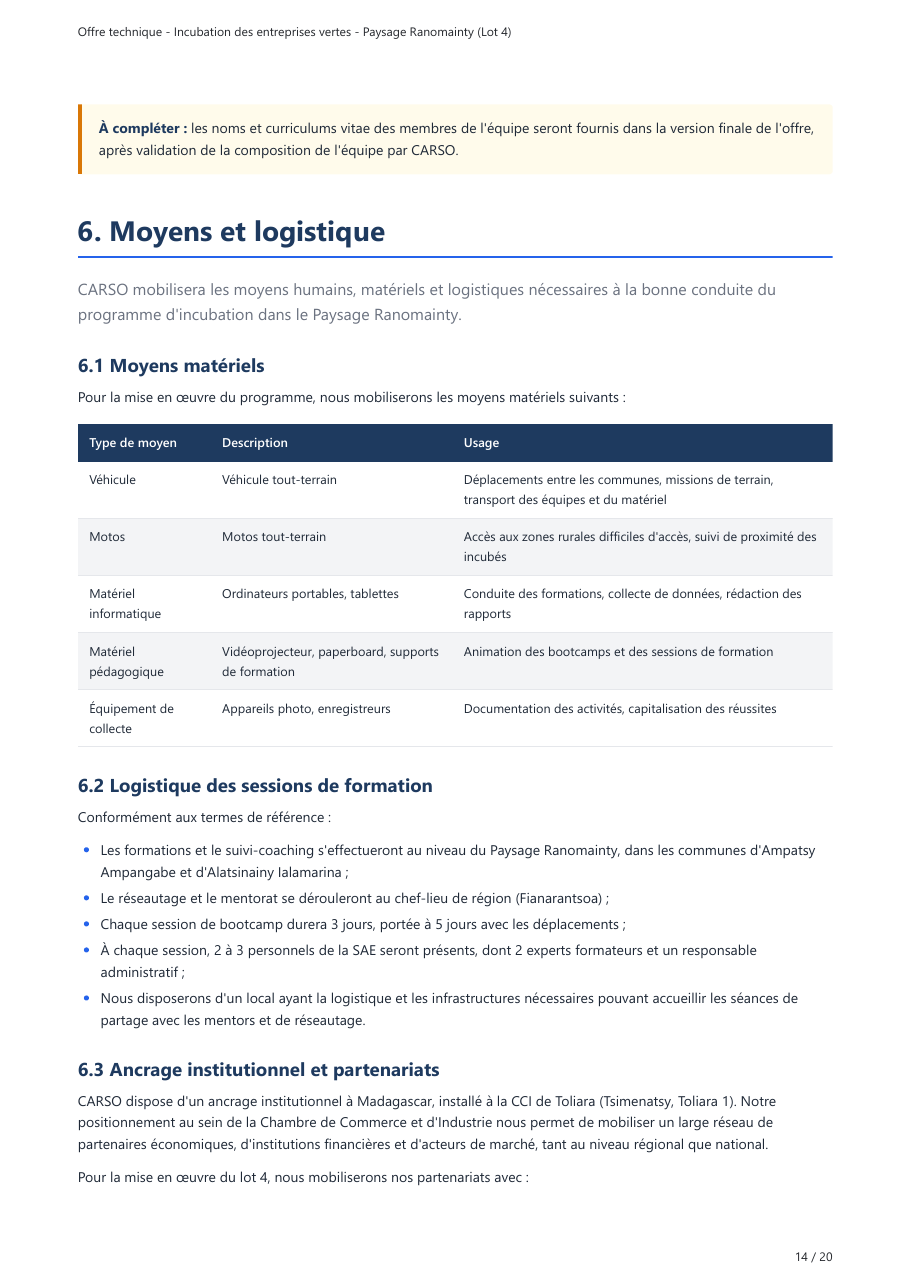 Offre technique - Incubation des entreprises vertes - Paysage Ranomainty (Lot 4)
À compléter : les noms et curriculums vitae des membres de l'équipe seront fournis dans la version finale de l'offre,
après validation de la composition de l'équipe par CARSO.
6. Moyens et logistique
CARSO mobilisera les moyens humains, matériels et logistiques nécessaires à la bonne conduite du
programme d'incubation dans le Paysage Ranomainty.
6.1 Moyens matériels
Pour la mise en œuvre du programme, nous mobiliserons les moyens matériels suivants :
Type de moyen Description Usage
Véhicule Véhicule tout-terrain Déplacements entre les communes, missions de terrain,
transport des équipes et du matériel
Motos Motos tout-terrain Accès aux zones rurales difficiles d'accès, suivi de proximité des
incubés
Matériel Ordinateurs portables, tablettes Conduite des formations, collecte de données, rédaction des
informatique rapports
Matériel Vidéoprojecteur, paperboard, supports Animation des bootcamps et des sessions de formation
pédagogique de formation
Équipement de Appareils photo, enregistreurs Documentation des activités, capitalisation des réussites
collecte
6.2 Logistique des sessions de formation
Conformément aux termes de référence :
• Les formations et le suivi-coaching s'effectueront au niveau du Paysage Ranomainty, dans les communes d'Ampatsy
Ampangabe et d'Alatsinainy Ialamarina ;
• Le réseautage et le mentorat se dérouleront au chef-lieu de région (Fianarantsoa) ;
• Chaque session de bootcamp durera 3 jours, portée à 5 jours avec les déplacements ;
• À chaque session, 2 à 3 personnels de la SAE seront présents, dont 2 experts formateurs et un responsable
administratif ;
• Nous disposerons d'un local ayant la logistique et les infrastructures nécessaires pouvant accueillir les séances de
partage avec les mentors et de réseautage.
6.3 Ancrage institutionnel et partenariats
CARSO dispose d'un ancrage institutionnel à Madagascar, installé à la CCI de Toliara (Tsimenatsy, Toliara 1). Notre
positionnement au sein de la Chambre de Commerce et d'Industrie nous permet de mobiliser un large réseau de
partenaires économiques, d'institutions financières et d'acteurs de marché, tant au niveau régional que national.
Pour la mise en œuvre du lot 4, nous mobiliserons nos partenariats avec :
14 / 20